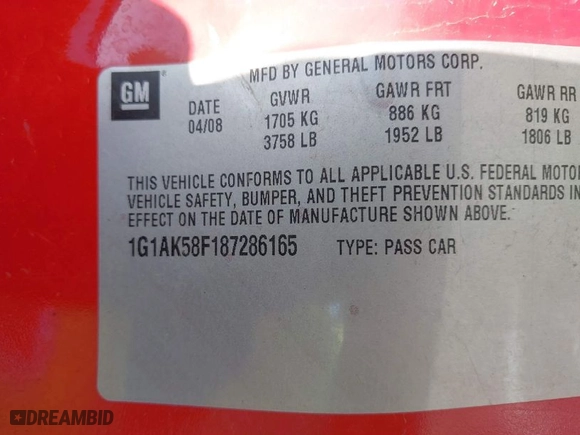 MFD BY GENERAL MOTORS CORP.
GM
DATE GVWR GAWR FRT GAWR RR
04/08 1705 KG 886 KG 819 KG
3758 LB 1952 LB 1806 LB
THIS VEHICLE CONFORMS TO ALL APPLICABLE U.S. FEDERAL MOTO
VEHICLE SAFETY, BUMPER, AND THEFT PREVENTION STANDARDS IN
EFFECT ON THE DATE OF MANUFACTURE SHOWN ABOVE.
1G1AK58F187286165 TYPE: PASS CAR
DREAMBID